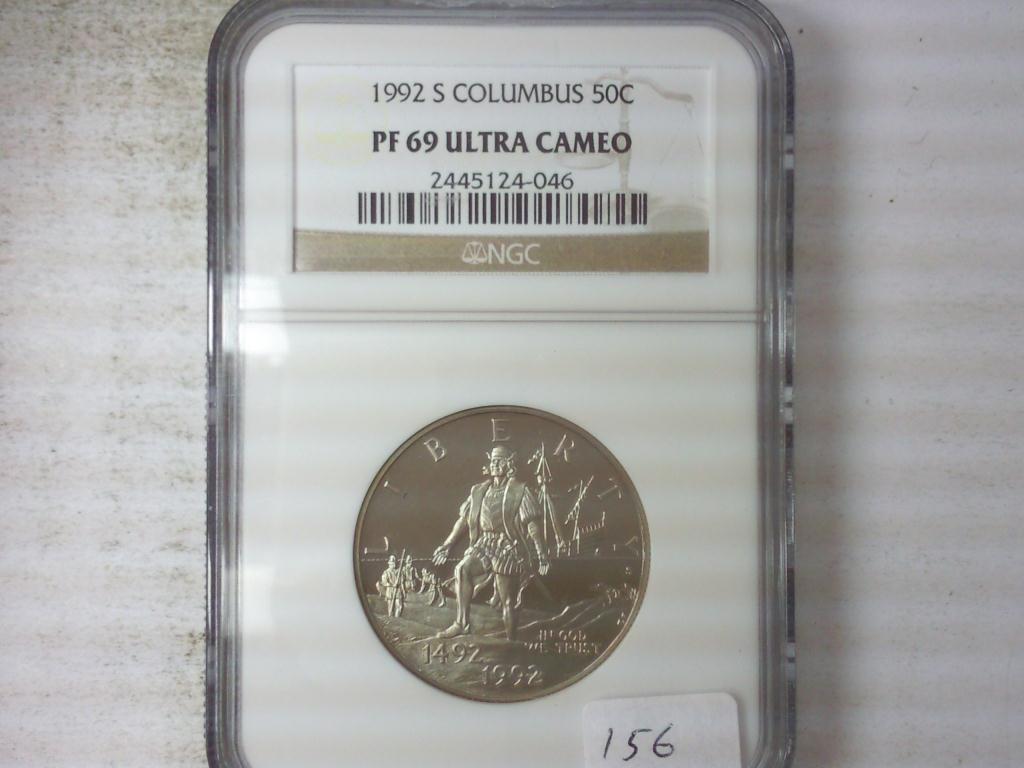 1992 S COLUMBUS 50C
PF 69 ULTRA CAMEO
2445124-046
NGC
LIBERTY
IN GOD
WE TRUST
1492
1992
156